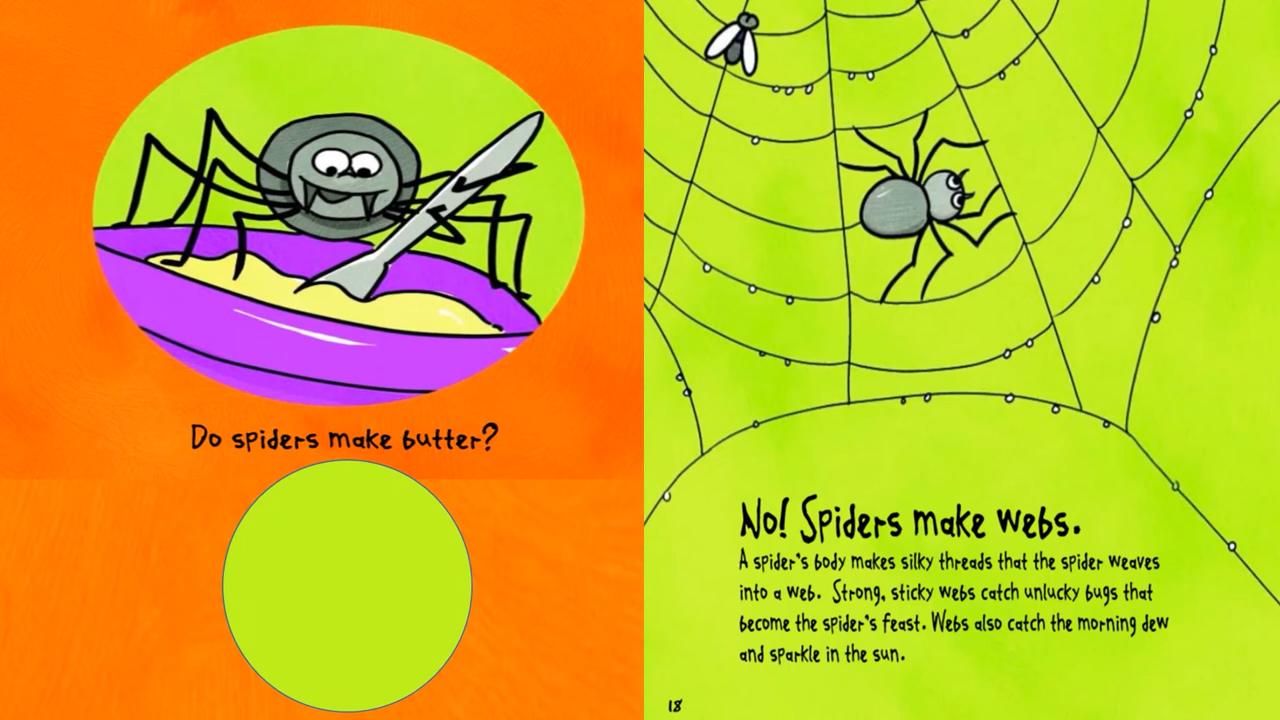 Do spiders make butter?
No! Spiders make webs.
A spider's body makes silky threads that the spider weaves
into a web. Strong, sticky webs catch unlucky bugs that
become the spider's feast. Webs also catch the morning dew
and sparkle in the sun.
18